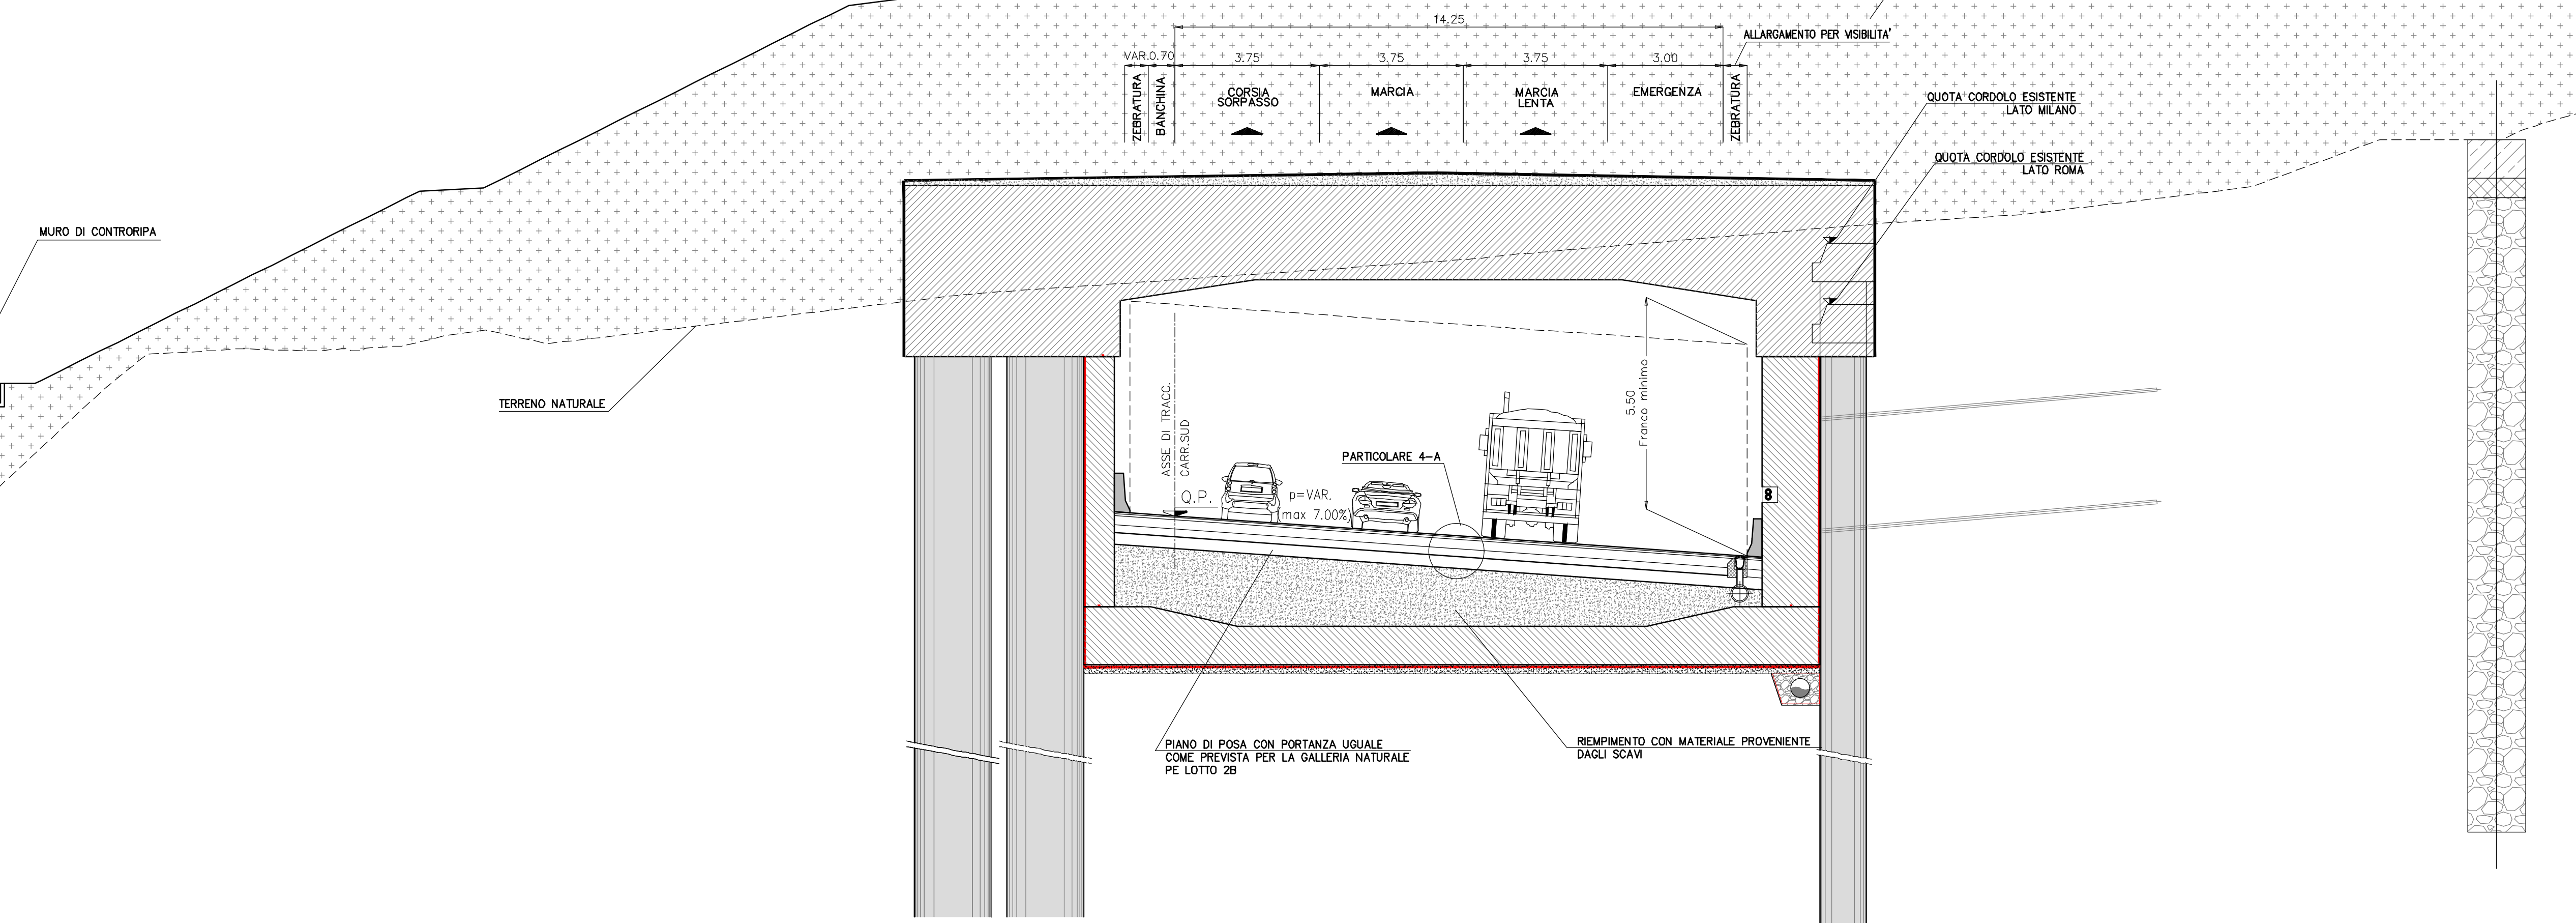 14.25
ALLARGAMENTO PER VISIBILITA'
VAR. 0.70 3.75 3.75 3.75 3.00
ZEBRATURA
BANCHINA
CORSIA
SORPASSO
MARCIA
MARCIA
LENTA
EMERGENZA
ZEBRATURA
QUOTA CORDOLO ESISTENTE
LATO MILANO
QUOTA CORDOLO ESISTENTE
LATO ROMA
MURO DI CONTRORIPA
TERRENO NATURALE
ASSE DI TRACC.
CARR.SUD
5.50
Franco minimo
PARTICOLARE 4-A
Q.P.
p=VAR.
(max 7.00%)
8
PIANO DI POSA CON PORTANZA UGUALE
COME PREVISTA PER LA GALLERIA NATURALE
PE LOTTO 2B
RIEMPIMENTO CON MATERIALE PROVENIENTE
DAGLI SCAVI